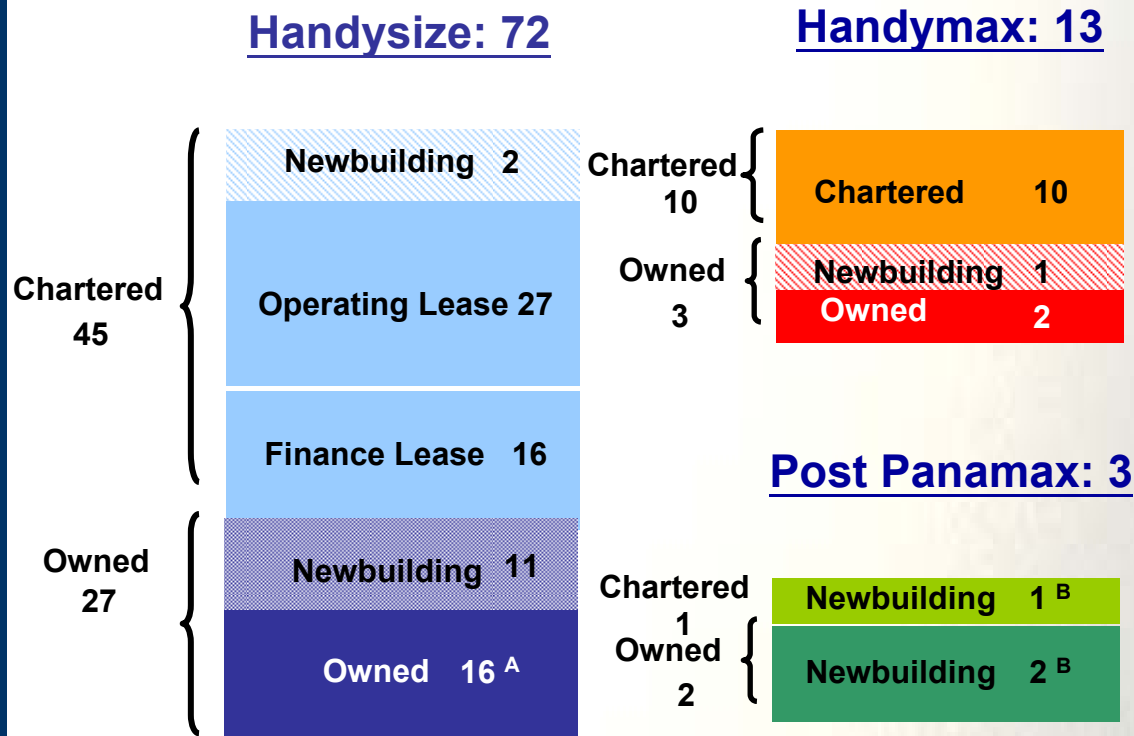 Handysize: 72
Chartered
45
Newbuilding 2
Operating Lease 27
Finance Lease 16
Owned
27
Newbuilding 11
Owned 16 A
Handymax: 13
Chartered
10
Chartered 10
Owned
3
Newbuilding 1
Owned 2
Post Panamax: 3
Chartered
1
Newbuilding 1 B
Owned
2
Newbuilding 2 B